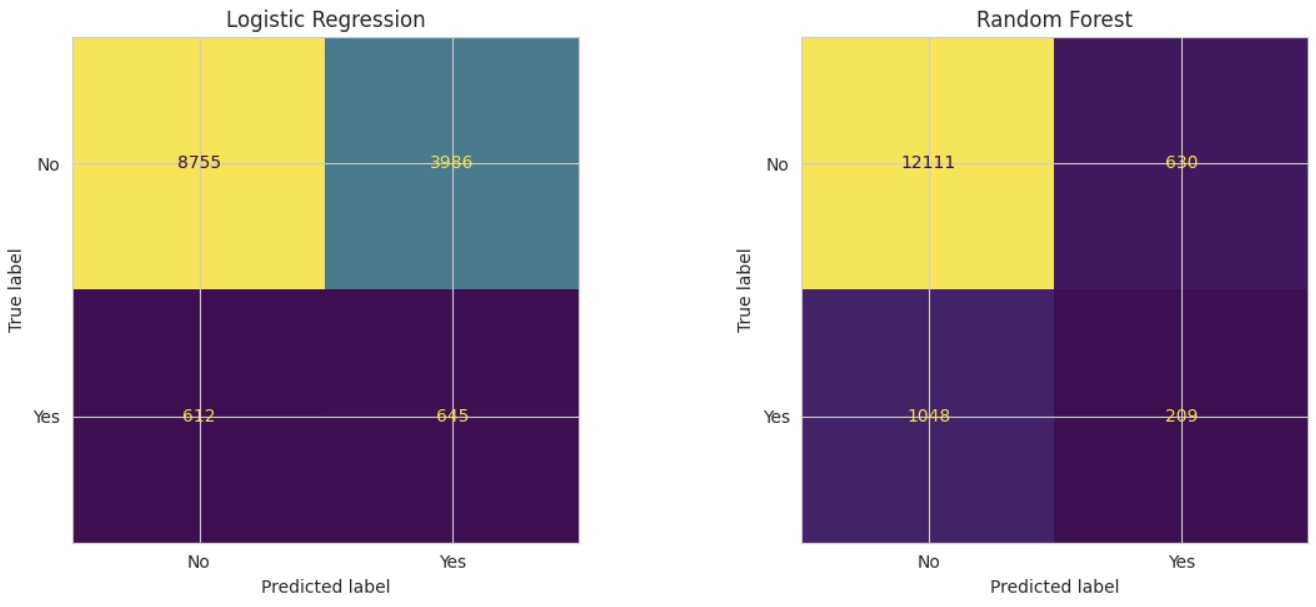 Logistic Regression
True label
No
8755
3986
Yes
612
645
No
Yes
Predicted label
Random Forest
True label
No
12111
630
Yes
1048
209
No
Yes
Predicted label